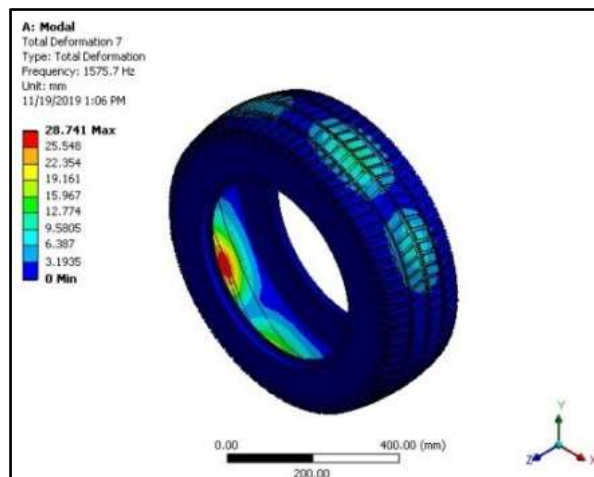 A: Modal
Total Deformation 7
Type: Total Deformation
Frequency: 1575.7 Hz
Unit: mm
11/19/2019 1:06 PM
28.741 Max
25.548
22.354
19.161
15.967
12.774
9.5805
6.387
3.1935
0 Min
0.00 400.00 (mm)
200.00
Y
Z X